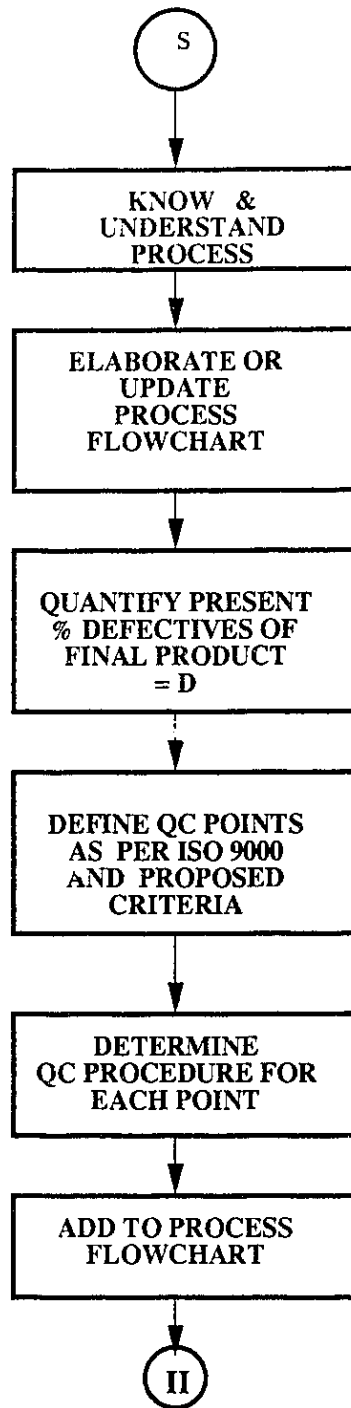 S
KNOW &
UNDERSTAND
PROCESS
ELABORATE OR
UPDATE
PROCESS
FLOWCHART
QUANTIFY PRESENT
% DEFECTIVES OF
FINAL PRODUCT
= D
DEFINE QC POINTS
AS PER ISO 9000
AND PROPOSED
CRITERIA
DETERMINE
QC PROCEDURE FOR
EACH POINT
ADD TO PROCESS
FLOWCHART
II